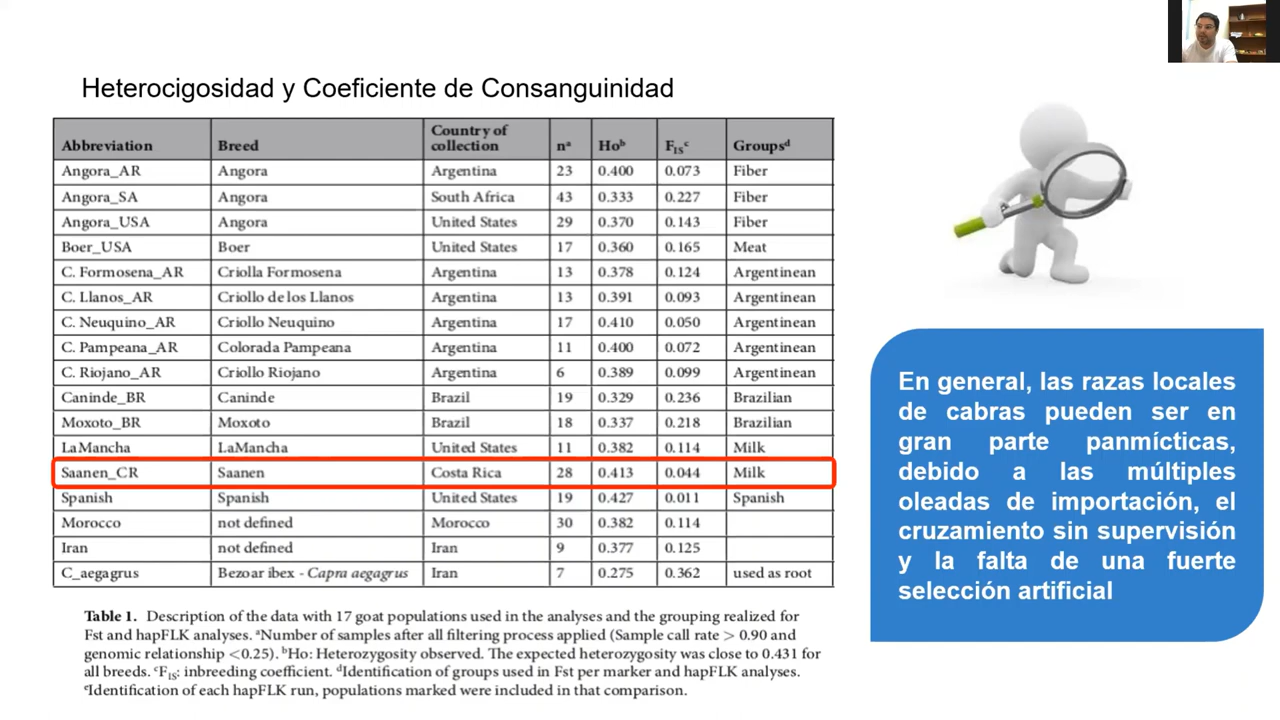 Heterocigosidad y Coeficiente de Consanguinidad
Abbreviation Breed Country of collection nᵃ Hoᵇ F_ISᶜ Groupsᵈ
Angora_AR Angora Argentina 23 0.400 0.073 Fiber
Angora_SA Angora South Africa 43 0.333 0.227 Fiber
Angora_USA Angora United States 29 0.370 0.143 Fiber
Boer_USA Boer United States 17 0.360 0.165 Meat
C. Formosena_AR Criolla Formosena Argentina 13 0.378 0.124 Argentinean
C. Llanos_AR Criollo de los Llanos Argentina 13 0.391 0.093 Argentinean
C. Neuquino_AR Criollo Neuquino Argentina 17 0.410 0.050 Argentinean
C. Pampeana_AR Colorada Pampeana Argentina 11 0.400 0.072 Argentinean
C. Riojano_AR Criollo Riojano Argentina 6 0.389 0.099 Argentinean
Caninde_BR Caninde Brazil 19 0.329 0.236 Brazilian
Moxoto_BR Moxoto Brazil 18 0.337 0.218 Brazilian
LaMancha LaMancha United States 11 0.382 0.114 Milk
Saanen_CR Saanen Costa Rica 28 0.413 0.044 Milk
Spanish Spanish United States 19 0.427 0.011 Spanish
Morocco not defined Morocco 30 0.382 0.114
Iran not defined Iran 9 0.377 0.125
C_aegagrus Bezoar ibex - Capra aegagrus Iran 7 0.275 0.362 used as root
Table 1. Description of the data with 17 goat populations used in the analyses and the grouping realized for
Fst and hapFLK analyses. ᵃNumber of samples after all filtering process applied (Sample call rate > 0.90 and
genomic relationship <0.25). ᵇHo: Heterozygosity observed. The expected heterozygosity was close to 0.431 for
all breeds. ᶜF_IS: inbreeding coefficient. ᵈIdentification of groups used in Fst per marker and hapFLK analyses.
ᵉIdentification of each hapFLK run, populations marked were included in that comparison.
En general, las razas locales
de cabras pueden ser en
gran parte panmícticas,
debido a las múltiples
oleadas de importación, el
cruzamiento sin supervisión
y la falta de una fuerte
selección artificial